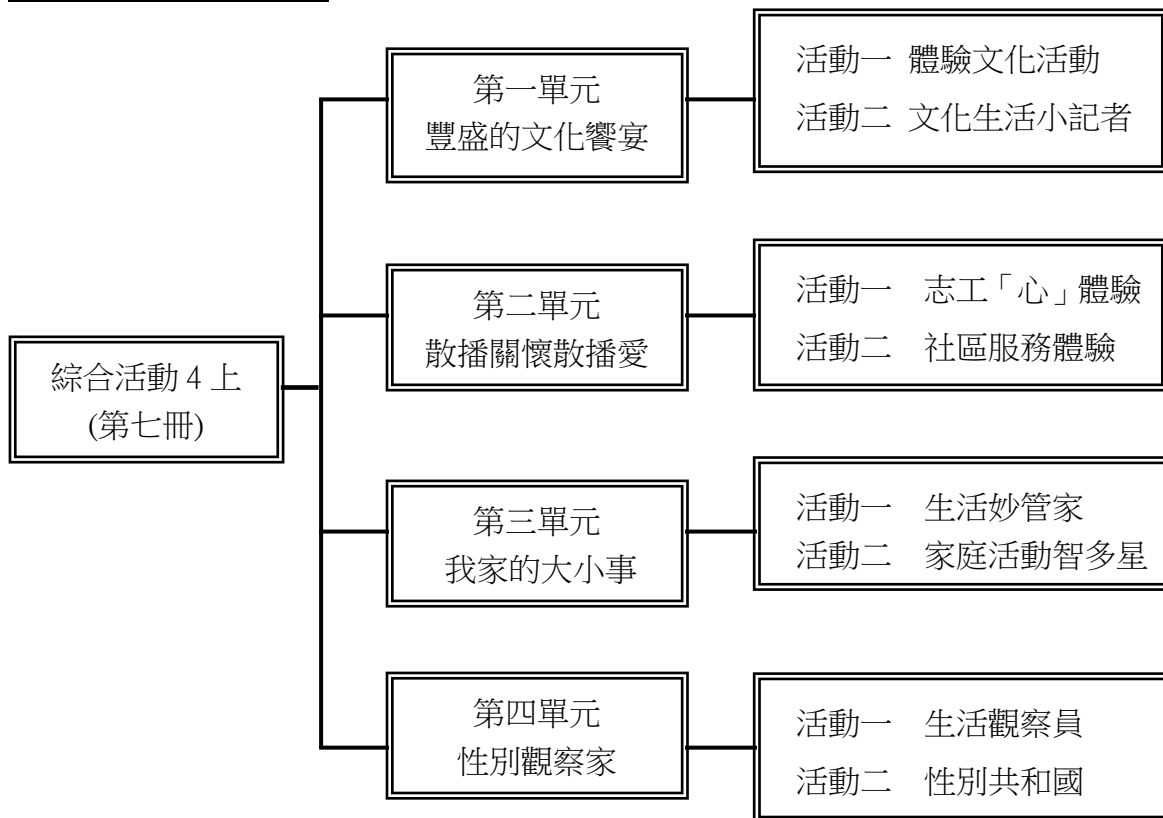 綜合活動 4 上
(第七冊)
第一單元
豐盛的文化饗宴
活動一 體驗文化活動
活動二 文化生活小記者
第二單元
散播關懷散播愛
活動一 志工「心」體驗
活動二 社區服務體驗
第三單元
我家的大小事
活動一 生活妙管家
活動二 家庭活動智多星
第四單元
性別觀察家
活動一 生活觀察員
活動二 性別共和國